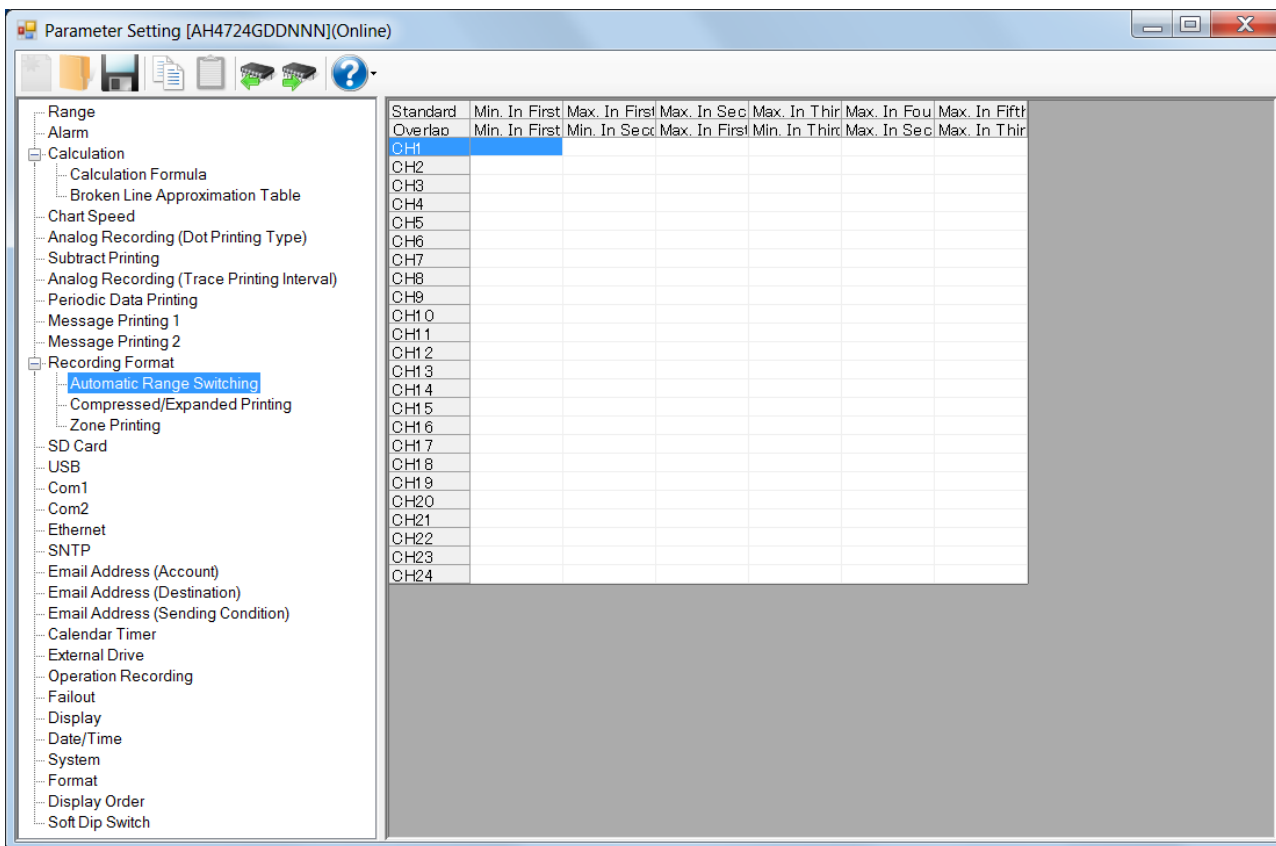 Parameter Setting [AH4724GDDNNN](Online)
Range
Alarm
Calculation
Calculation Formula
Broken Line Approximation Table
Chart Speed
Analog Recording (Dot Printing Type)
Subtract Printing
Analog Recording (Trace Printing Interval)
Periodic Data Printing
Message Printing 1
Message Printing 2
Recording Format
Automatic Range Switching
Compressed/Expanded Printing
Zone Printing
SD Card
USB
Com1
Com2
Ethernet
SNTP
Email Address (Account)
Email Address (Destination)
Email Address (Sending Condition)
Calendar Timer
External Drive
Operation Recording
Failout
Display
Date/Time
System
Format
Display Order
Soft Dip Switch
Standard Min. In First Max. In First Max. In Sec Max. In Thir Max. In Fou Max. In Fifth
Overlap Min. In First Min. In Seco Max. In First Min. In Third Max. In Sec Max. In Thir
CH1
CH2
CH3
CH4
CH5
CH6
CH7
CH8
CH9
CH10
CH11
CH12
CH13
CH14
CH15
CH16
CH17
CH18
CH19
CH20
CH21
CH22
CH23
CH24